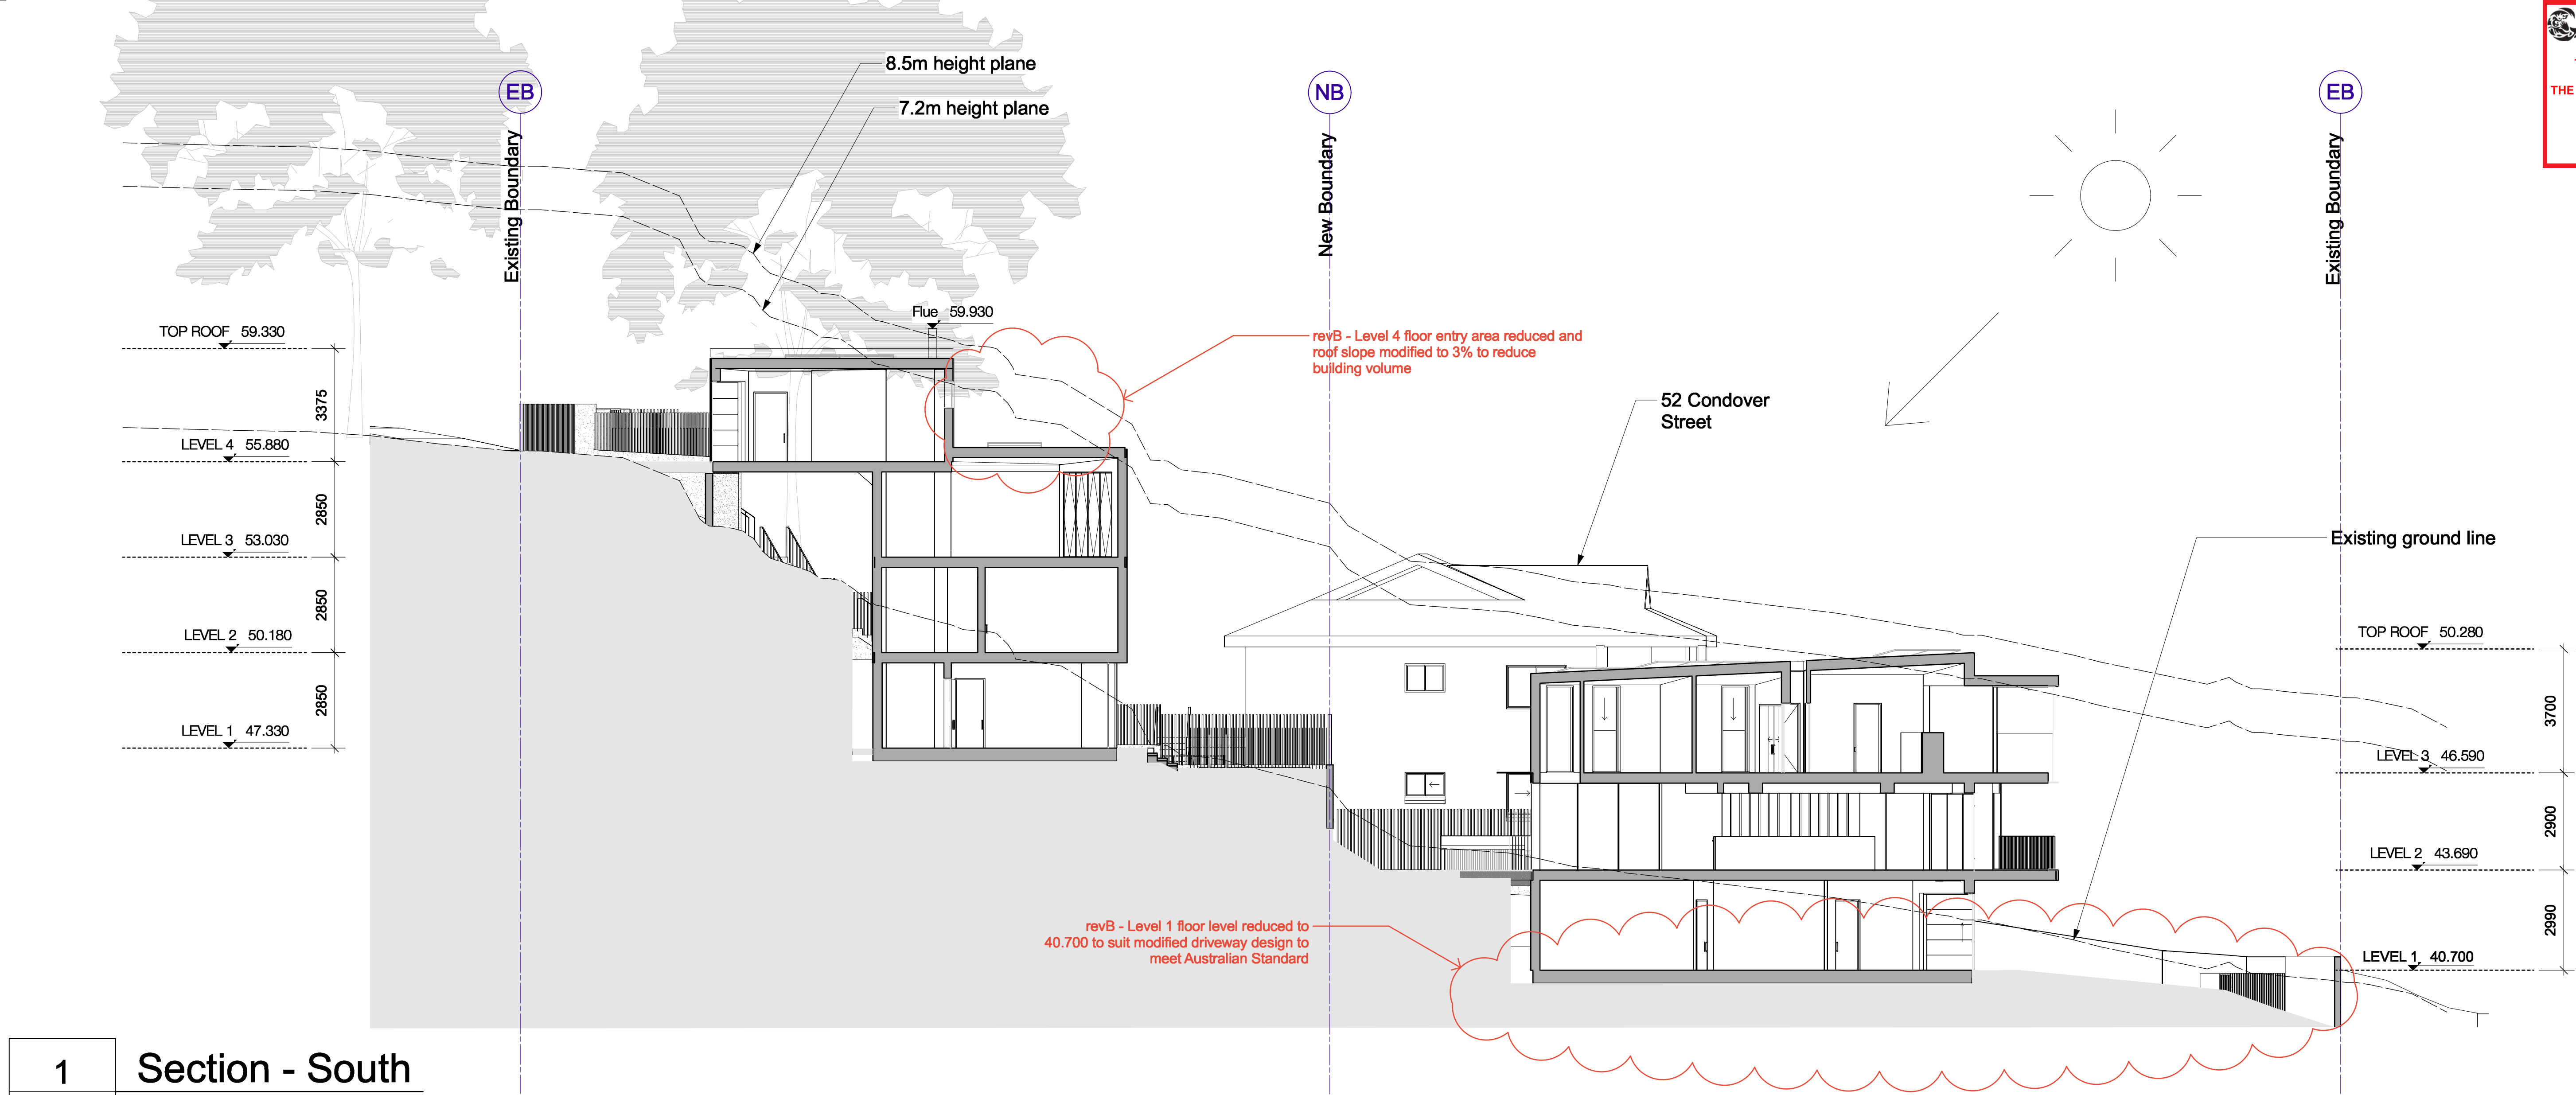 8.5m height plane
7.2m height plane
EB
Existing Boundary
NB
New Boundary
EB
Existing Boundary
THE
Flue 59.930
TOP ROOF 59.330
3375
LEVEL 4 55.880
2850
LEVEL 3 53.030
2850
LEVEL 2 50.180
2850
LEVEL 1 47.330
revB - Level 4 floor entry area reduced and
roof slope modified to 3% to reduce
building volume
52 Condover
Street
Existing ground line
TOP ROOF 50.280
3700
LEVEL 3 46.590
2900
LEVEL 2 43.690
2990
LEVEL 1 40.700
revB - Level 1 floor level reduced to
40.700 to suit modified driveway design to
meet Australian Standard
1
Section - South